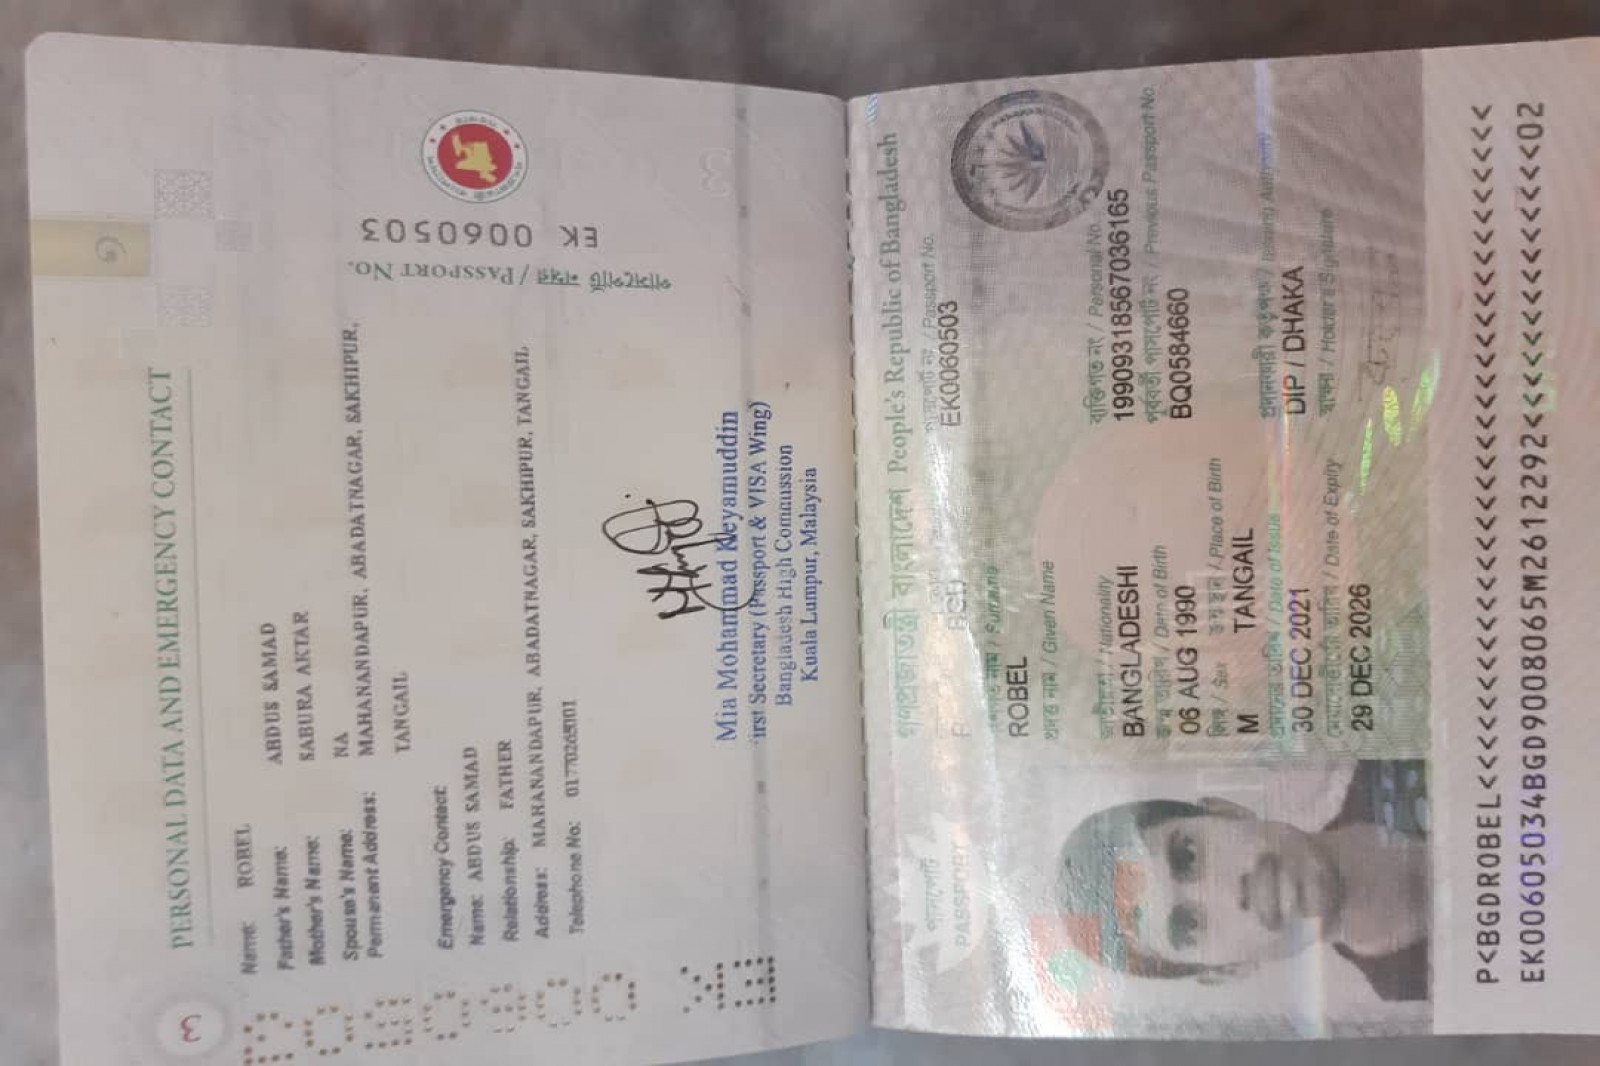 PERSONAL DATA AND EMERGENCY CONTACT
Name: ROBEL
Father's Name: ABDUS SAMAD
Mother's Name: SABURA AKTAR
Spouse's Name: NA
Permanent Address: MAHANANDAPUR, ABADATNAGAR, SAKHIPUR,
TANGAIL
Emergency Contact:
Name: ABDUS SAMAD
Relationship: FATHER
Address: MAHANANDAPUR, ABADATNAGAR, SAKHIPUR, TANGAIL
Telephone No:
Mia Mohammad Keyamuddin
First Secretary (Passport & VISA Wing)
Bangladesh High Commission
Kuala Lumpur, Malaysia
পাসপোর্ট নম্বর / PASSPORT NO.
EK 0060503
৩
গণপ্রজাতন্ত্রী বাংলাদেশ People's Republic of Bangladesh
পাসপোর্ট
PASSPORT
P BGD
পাসপোর্ট নং / Passport No.
EK0060503
বংশগত নাম / Surname
ROBEL
প্রদত্ত নাম / Given Name
জাতীয়তা / Nationality
BANGLADESHI
ব্যক্তিগত নং / Personal No.
19909318567036165
জন্ম তারিখ / Date of Birth
06 AUG 1990
পূর্ববর্তী পাসপোর্ট নং / Previous Passport No.
BQ0584660
লিঙ্গ / Sex
M
জন্মস্থান / Place of Birth
TANGAIL
প্রদানের তারিখ / Date of Issue
30 DEC 2021
প্রদানকারী কর্তৃপক্ষ / Issuing Authority
DIP / DHAKA
মেয়াদোত্তীর্ণের তারিখ / Date of Expiry
29 DEC 2026
স্বাক্ষর / Holder's Signature
P<BGDROBEL<<<<<<<<<<<<<<<<<<<<<<<<<<<<<<<<<<
EK00605034BGD9008065M2612292<<<<<<<<<<<<<<02